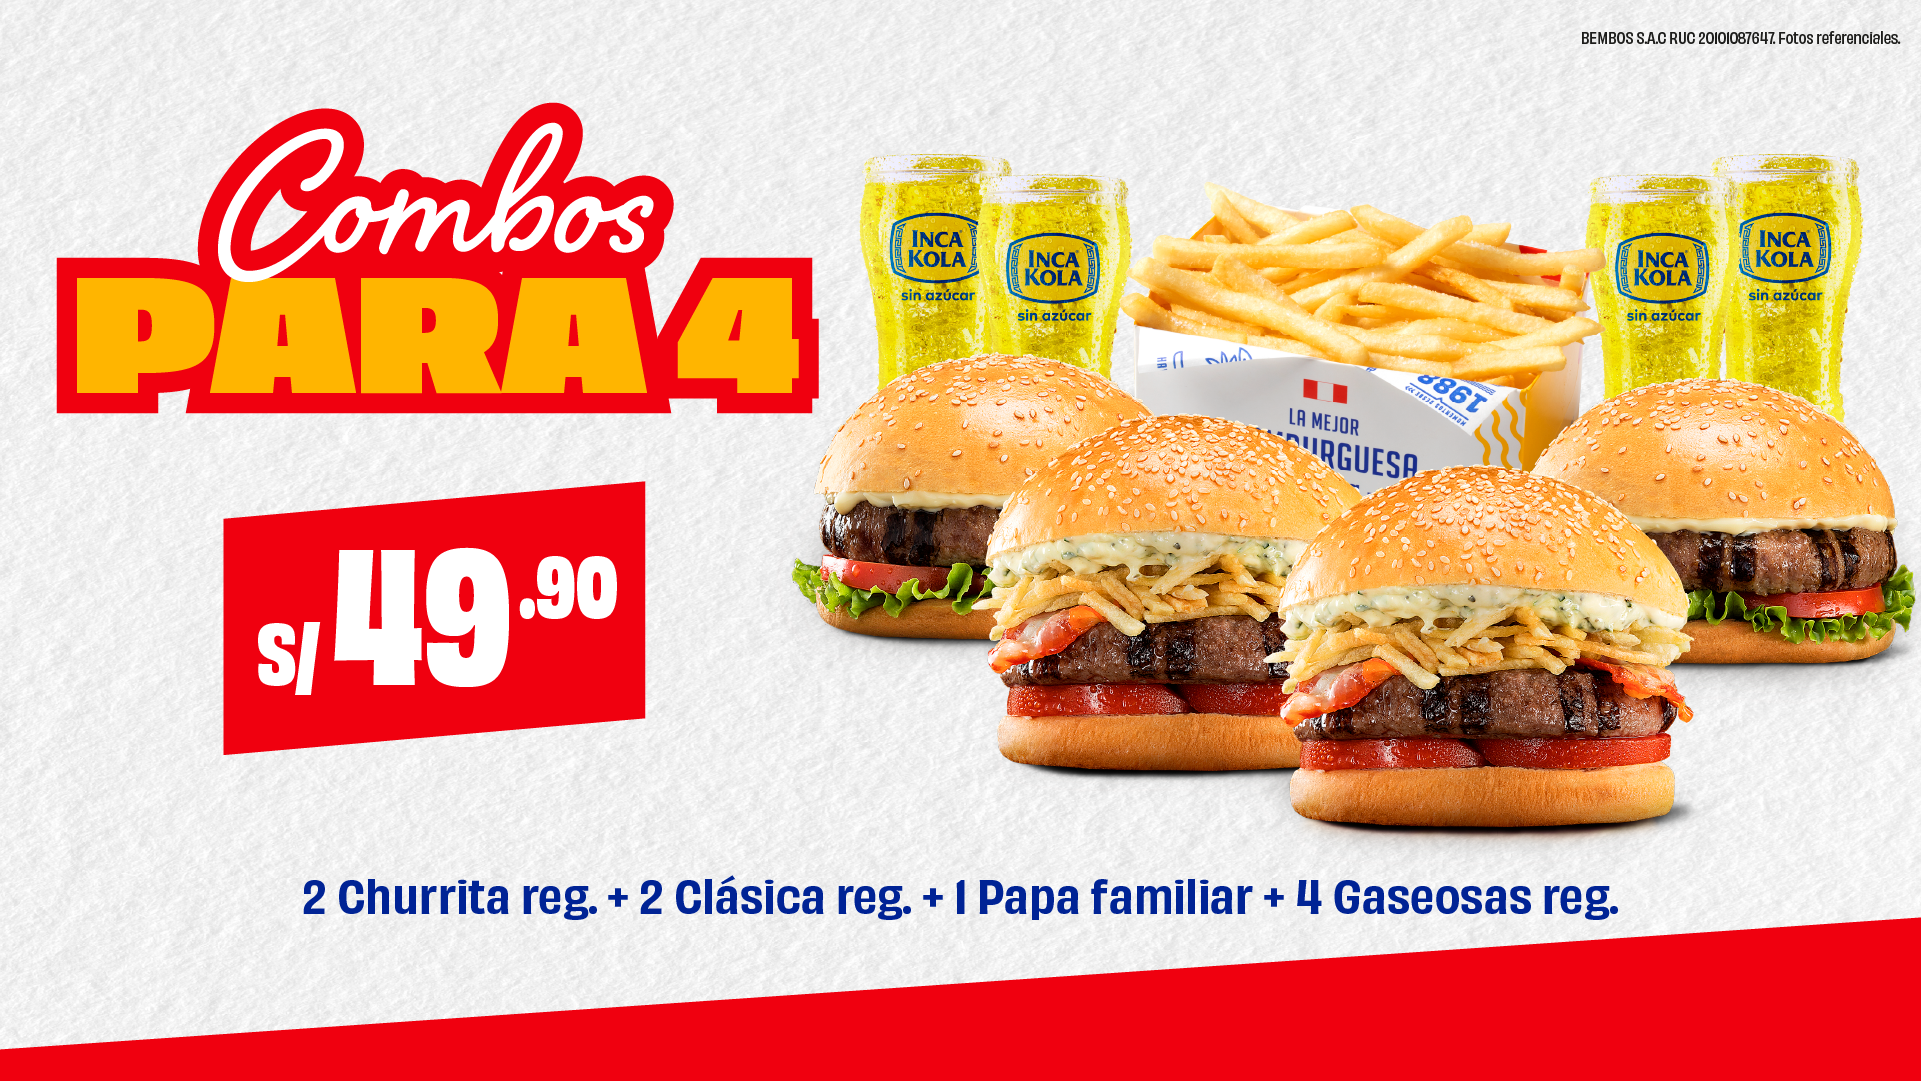 BEMBOS S.A.C RUC 20101087647. Fotos referenciales.
Combos
PARA 4
S/ 49.90
INCA
KOLA
sin azúcar
INCA
KOLA
sin azúcar
INCA
KOLA
sin azúcar
INCA
KOLA
sin azúcar
1988
LA MEJOR
2 Churrita reg. + 2 Clásica reg. + 1 Papa familiar + 4 Gaseosas reg.